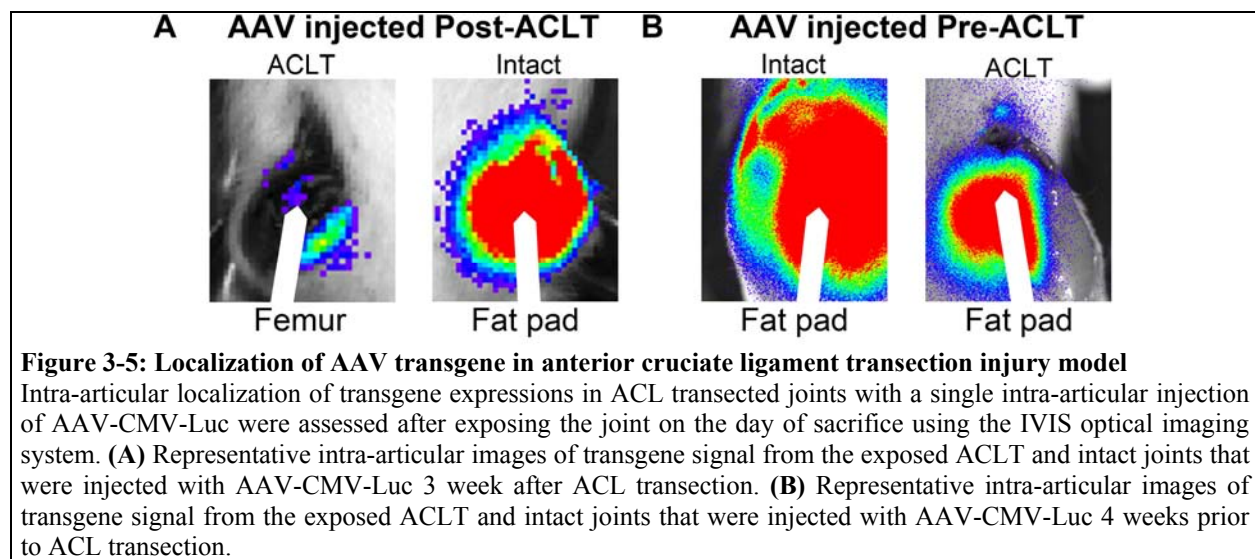 A AAV injected Post-ACLT B AAV injected Pre-ACLT
ACLT Intact Intact ACLT
Femur Fat pad Fat pad Fat pad
Figure 3-5: Localization of AAV transgene in anterior cruciate ligament transection injury model
Intra-articular localization of transgene expressions in ACL transected joints with a single intra-articular injection
of AAV-CMV-Luc were assessed after exposing the joint on the day of sacrifice using the IVIS optical imaging
system. (A) Representative intra-articular images of transgene signal from the exposed ACLT and intact joints that
were injected with AAV-CMV-Luc 3 week after ACL transection. (B) Representative intra-articular images of
transgene signal from the exposed ACLT and intact joints that were injected with AAV-CMV-Luc 4 weeks prior
to ACL transection.